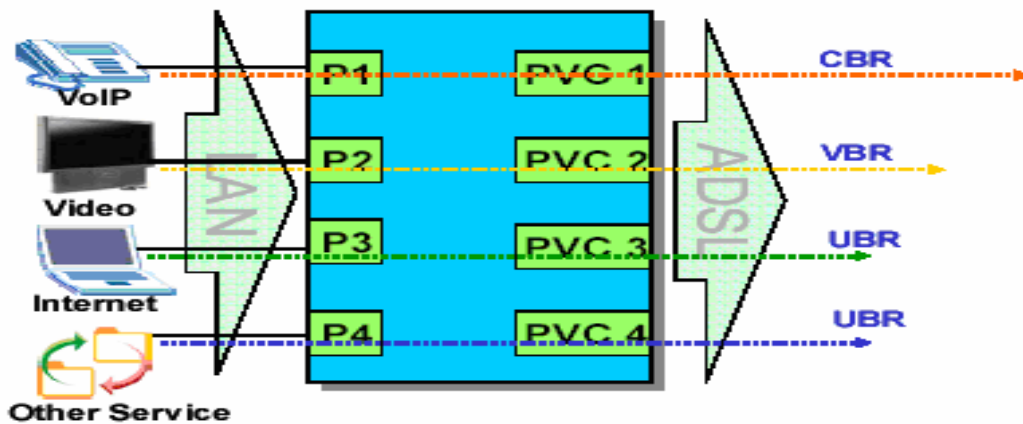 VoIP
P1
PVC 1
CBR
Video
LAN
P2
PVC 2
ADSL
VBR
Internet
P3
PVC 3
UBR
Other Service
P4
PVC 4
UBR